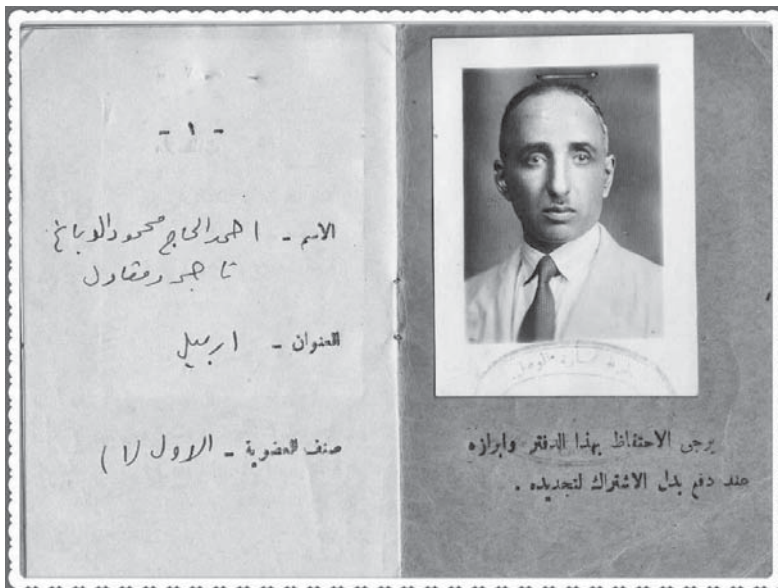 - ١ -
الاسم - احمد الحاج محمود الدباغ
تاجر ومقاول
العنوان - اربيل
صنف العضوية - الاول (١)
يرجى الاحتفاظ بهذا الدفتر وابرازه
عند دفع بدل الاشتراك لتجديده .